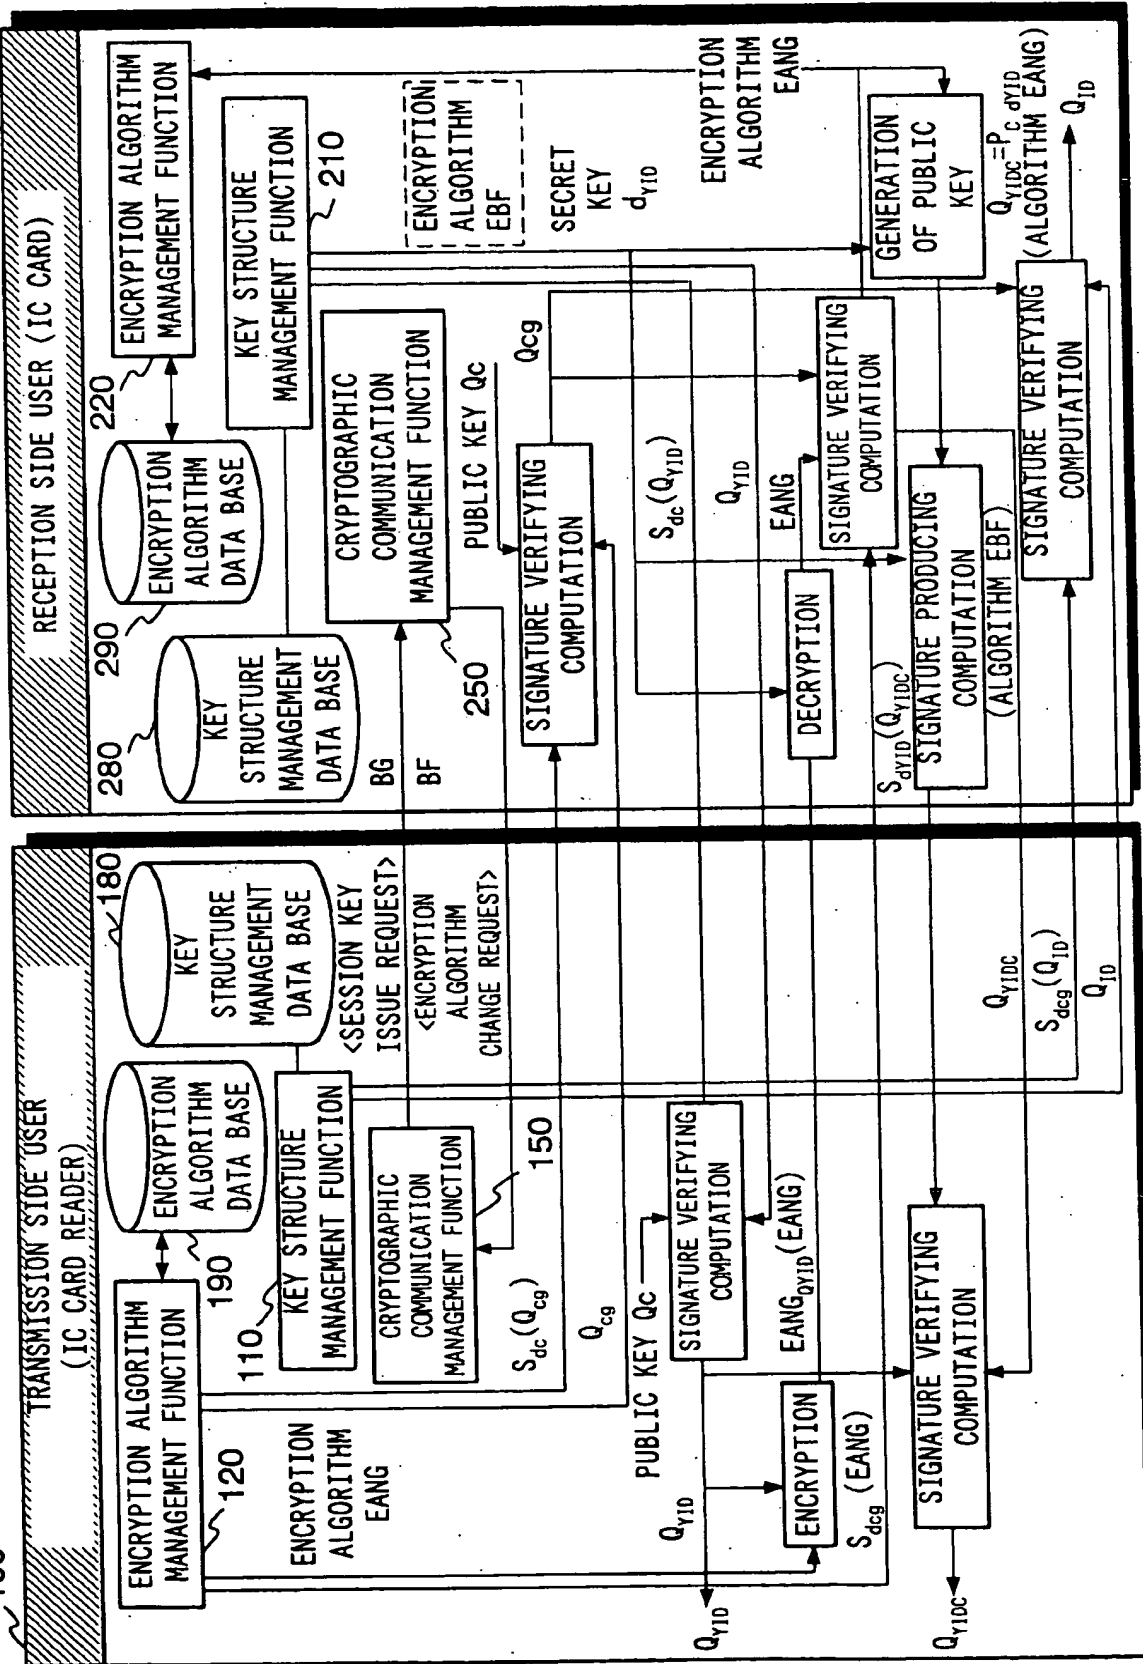 TRANSMISSION SIDE USER
(IC CARD READER)
ENCRYPTION ALGORITHM
MANAGEMENT FUNCTION
120
190
ENCRYPTION
ALGORITHM
DATA BASE
180
KEY
STRUCTURE
MANAGEMENT
DATA BASE
110
KEY STRUCTURE
MANAGEMENT FUNCTION
<SESSION KEY
ISSUE REQUEST>
<ENCRYPTION
ALGORITHM
CHANGE REQUEST>
CRYPTOGRAPHIC
COMMUNICATION
MANAGEMENT FUNCTION
150
ENCRYPTION
ALGORITHM
EANG
Sdc(Qcg)
Qcg
PUBLIC KEY Qc
SIGNATURE VERIFYING
COMPUTATION
QYID
QYID
ENCRYPTION
EANGQYID(EANG)
Sdcg (EANG)
SIGNATURE VERIFYING
COMPUTATION
QYIDC
QYIDC
Sdcg(QID)
QID
RECEPTION SIDE USER (IC CARD)
280
KEY
STRUCTURE
MANAGEMENT
DATA BASE
290
ENCRYPTION
ALGORITHM
DATA BASE
220
ENCRYPTION ALGORITHM
MANAGEMENT FUNCTION
KEY STRUCTURE
MANAGEMENT FUNCTION
210
BG
BF
CRYPTOGRAPHIC
COMMUNICATION
MANAGEMENT FUNCTION
250
ENCRYPTION
ALGORITHM
EBF
PUBLIC KEY Qc
SIGNATURE VERIFYING
COMPUTATION
Qcg
SECRET
KEY
dYID
Sdc(QYID)
QYID
ENCRYPTION
ALGORITHM
EANG
DECRYPTION
EANG
SIGNATURE VERIFYING
COMPUTATION
GENERATION
OF PUBLIC
KEY
SdYID(QYIDC)
SIGNATURE PRODUCING
COMPUTATION
(ALGORITHM EBF)
QYIDC=PC dYID
(ALGORITHM EANG)
SIGNATURE VERIFYING
COMPUTATION
QID